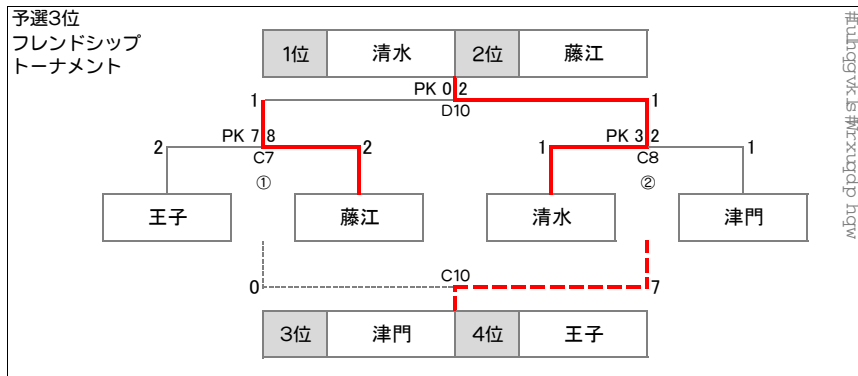 予選3位
フレンドシップ
トーナメント
1位 清水 2位 藤江
PK 0 2
1 1
D10
PK 7 8 PK 3 2
2 2 1 1
C7 C8
① ②
王子 藤江 清水 津門
C10
0 7
3位 津門 4位 王子